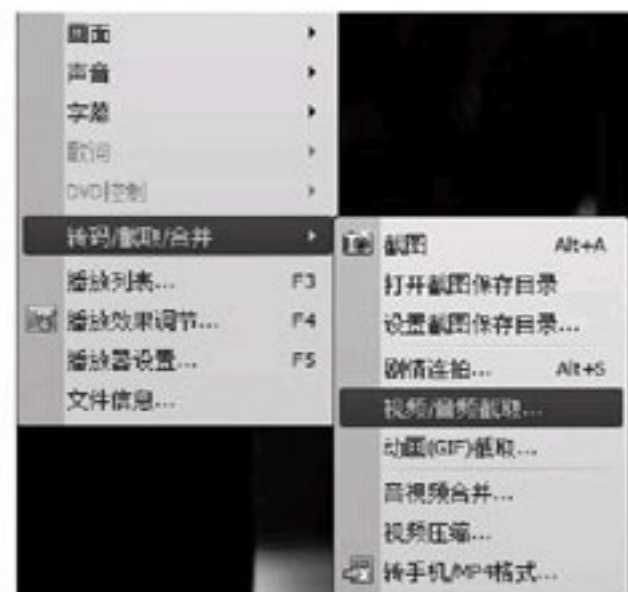 画面
声音
字幕
歌词
DVD控制
转码/截取/合并
播放列表... F3
播放效果调节... F4
播放器设置... F5
文件信息...
截图 Alt+A
打开截图保存目录
设置截图保存目录...
剧情连拍... Alt+S
视频/音频截取...
动画(GIF)截取...
音视频合并...
视频压缩...
转手机/MP4格式...